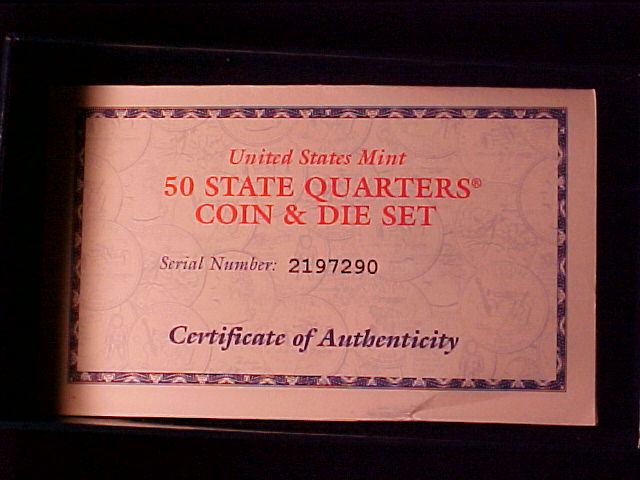 United States Mint
50 STATE QUARTERS®
COIN & DIE SET
Serial Number: 2197290
Certificate of Authenticity